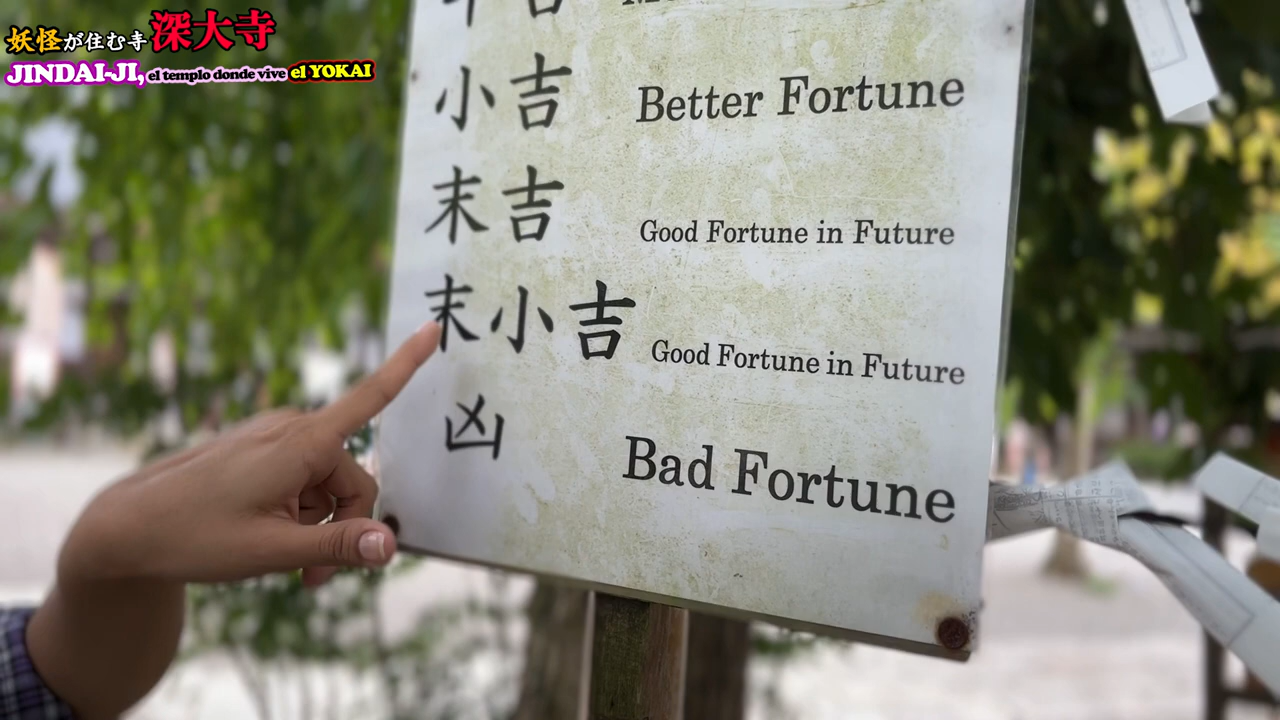 妖怪が住む寺深大寺
JINDAI-JI, el templo donde vive el YOKAI
吉
小吉 Better Fortune
末吉 Good Fortune in Future
末小吉 Good Fortune in Future
凶 Bad Fortune